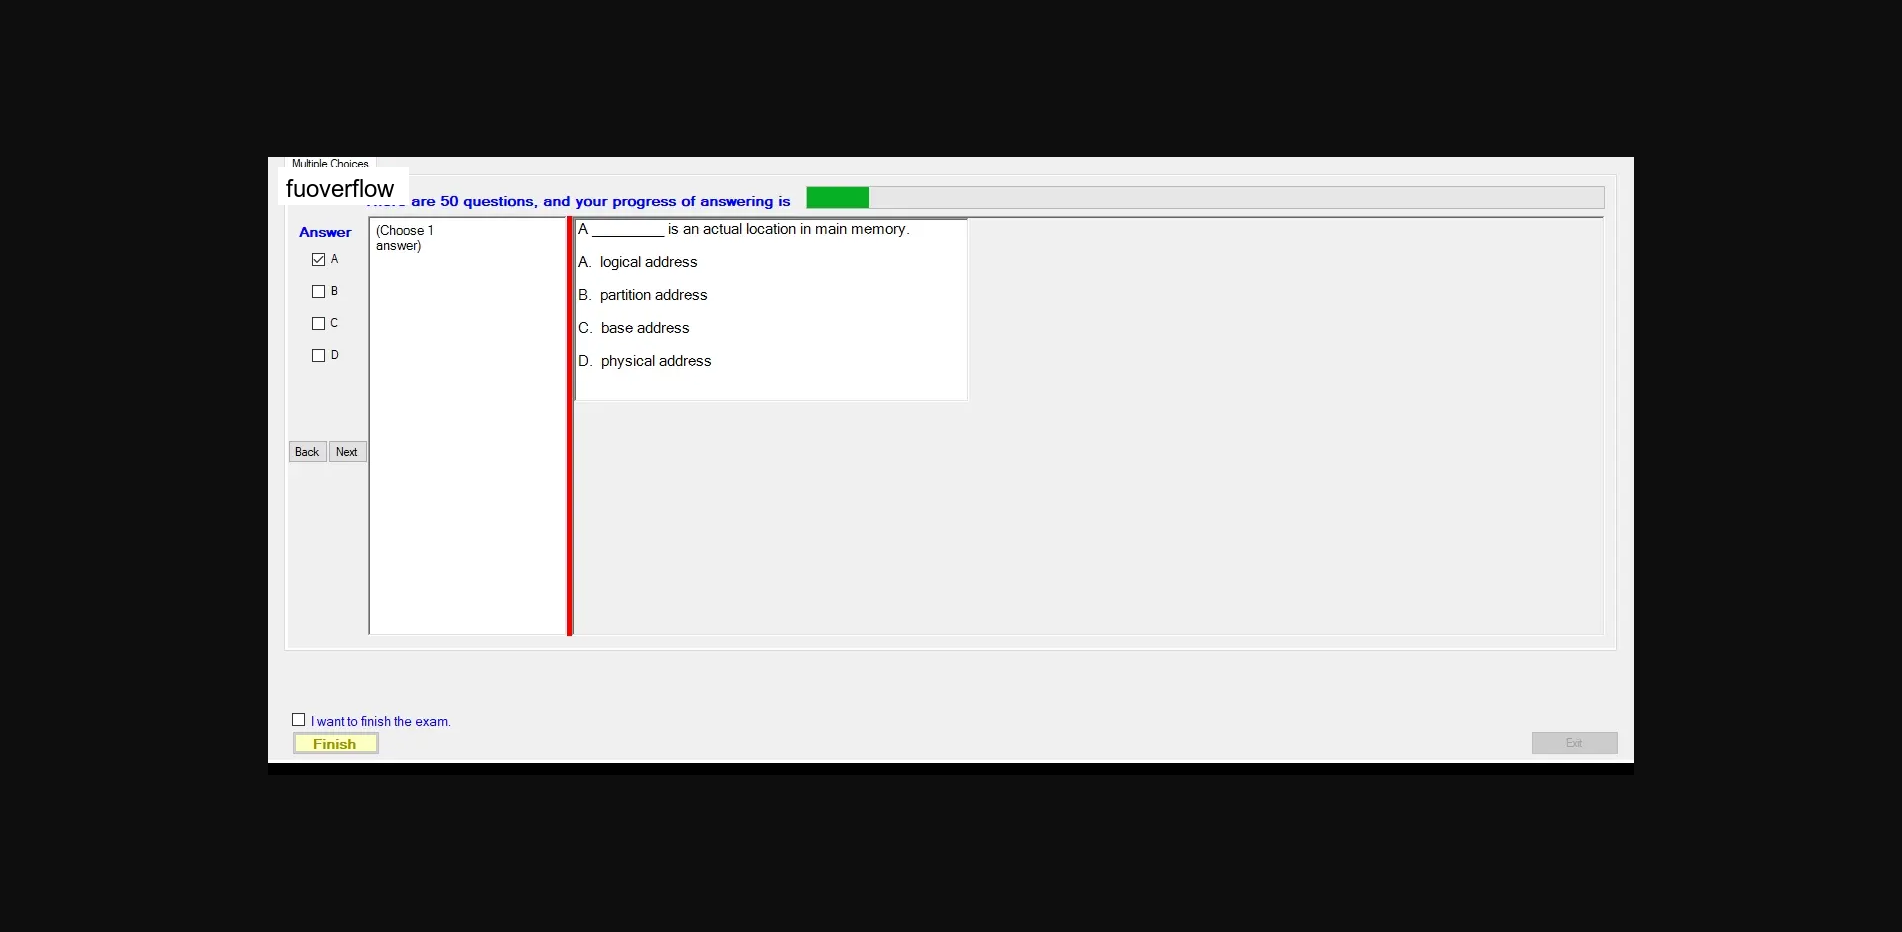 Multiple Choices
fuoverflow
are 50 questions, and your progress of answering is
Answer
A
B
C
D
Back Next
(Choose 1
answer)
A _________ is an actual location in main memory.
A. logical address
B. partition address
C. base address
D. physical address
I want to finish the exam.
Finish
Exit